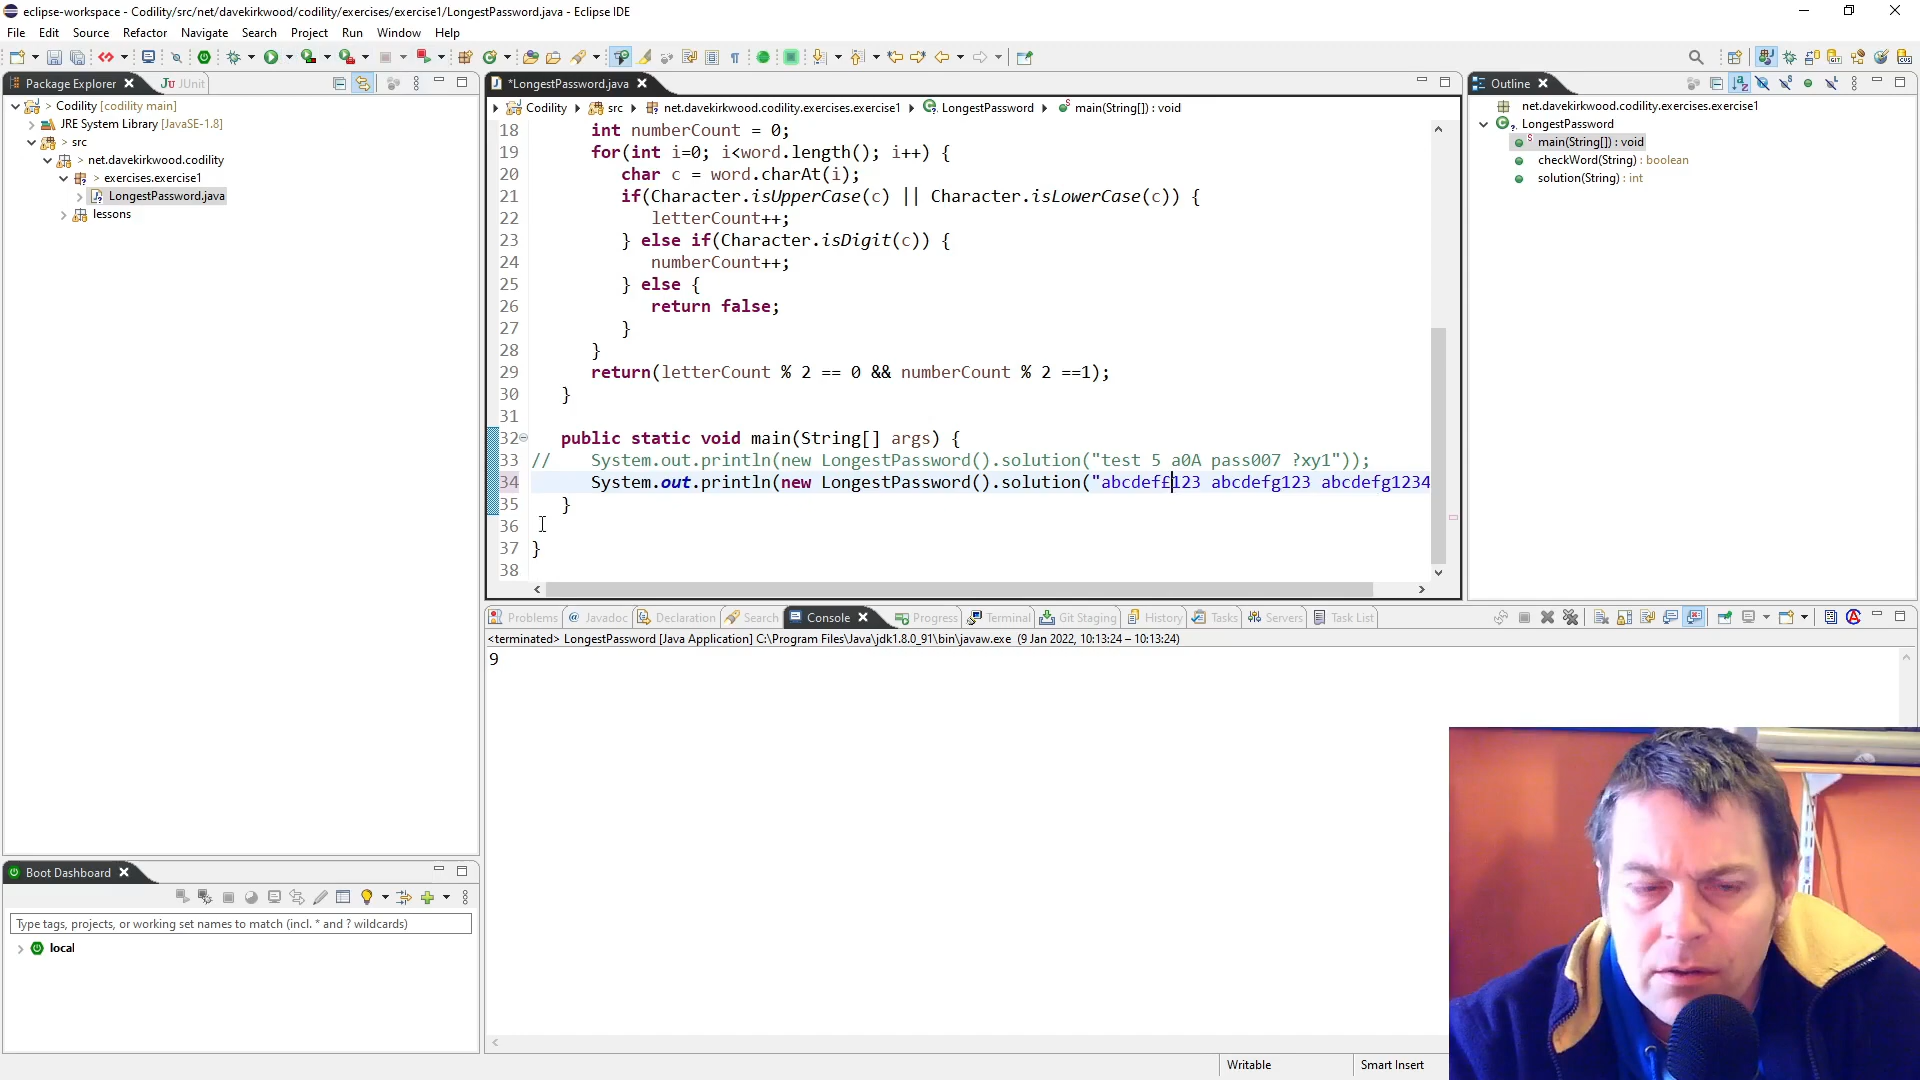 eclipse-workspace - Codility/src/net/davekirkwood/codility/exercises/exercise1/LongestPassword.java - Eclipse IDE
File Edit Source Refactor Navigate Search Project Run Window Help
Package Explorer
JUnit
Codility [codility main]
JRE System Library [JavaSE-1.8]
src
net.davekirkwood.codility
exercises.exercise1
LongestPassword.java
lessons
*LongestPassword.java
Codility src net.davekirkwood.codility.exercises.exercise1 LongestPassword main(String[]) : void
18 int numberCount = 0;
19 for(int i=0; i<word.length(); i++) {
20 char c = word.charAt(i);
21 if(Character.isUpperCase(c) || Character.isLowerCase(c)) {
22 letterCount++;
23 } else if(Character.isDigit(c)) {
24 numberCount++;
25 } else {
26 return false;
27 }
28 }
29 return(letterCount % 2 == 0 && numberCount % 2 ==1);
30 }
31
32 public static void main(String[] args) {
33 // System.out.println(new LongestPassword().solution("test 5 a0A pass007 ?xy1"));
34 System.out.println(new LongestPassword().solution("abcdef£123 abcdefg123 abcdefg1234
35 }
36
37 }
38
Outline
net.davekirkwood.codility.exercises.exercise1
LongestPassword
main(String[]) : void
checkWord(String) : boolean
solution(String) : int
Problems Javadoc Declaration Search Console Progress Terminal Git Staging History Tasks Servers Task List
<terminated> LongestPassword [Java Application] C:\Program Files\Java\jdk1.8.0_91\bin\javaw.exe (9 Jan 2022, 10:13:24 – 10:13:24)
9
Boot Dashboard
Type tags, projects, or working set names to match (incl. * and ? wildcards)
local
Writable Smart Insert